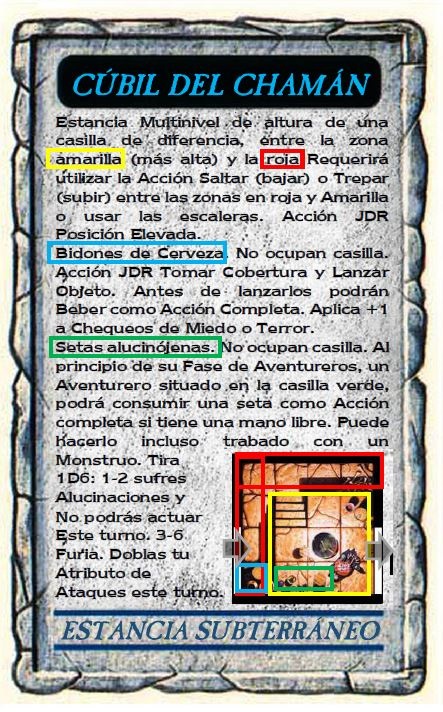 CÚBIL DEL CHAMÁN
Estancia Multinivel de altura de una
casilla de diferencia, entre la zona
amarilla (más alta) y la roja Requerirá
utilizar la Acción Saltar (bajar) o Trepar
(subir) entre las zonas en roja y Amarilla
o usar las escaleras. Acción JDR
Posición Elevada.
Bidones de Cerveza. No ocupan casilla.
Acción JDR Tomar Cobertura y Lanzar
Objeto. Antes de lanzarlos podrán
Beber como Acción Completa. Aplica +1
a Chequeos de Miedo o Terror.
Setas alucinójenas. No ocupan casilla. Al
principio de su Fase de Aventureros, un
Aventurero situado en la casilla verde,
podrá consumir una seta como Acción
completa si tiene una mano libre. Puede
hacerlo incluso trabado con un
Monstruo. Tira
1D6: 1-2 sufres
Alucinaciones y
No podrás actuar
Este turno. 3-6
Furia. Doblas tu
Atributo de
Ataques este turno.
ESTANCIA SUBTERRÁNEO